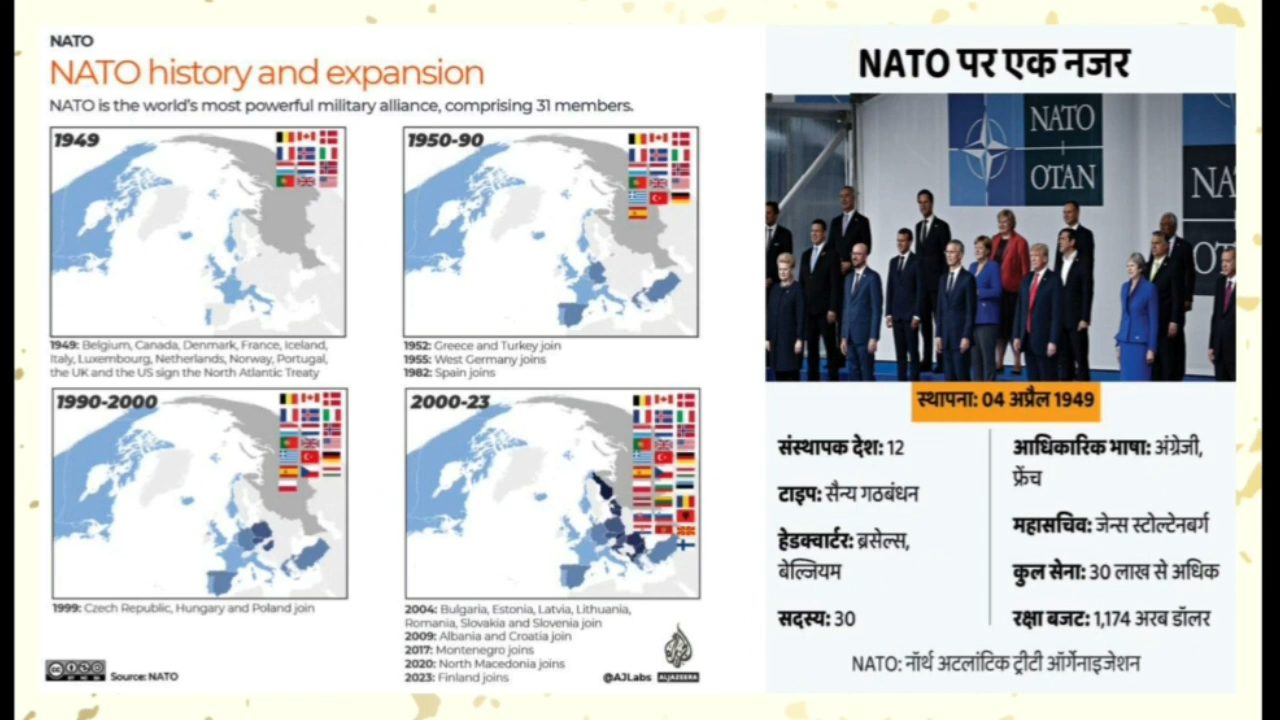 NATO
NATO history and expansion
NATO is the world's most powerful military alliance, comprising 31 members.
1949
1949: Belgium, Canada, Denmark, France, Iceland,
Italy, Luxembourg, Netherlands, Norway, Portugal,
the UK and the US sign the North Atlantic Treaty
1950-90
1952: Greece and Turkey join
1955: West Germany joins
1982: Spain joins
1990-2000
1999: Czech Republic, Hungary and Poland join
2000-23
2004: Bulgaria, Estonia, Latvia, Lithuania,
Romania, Slovakia and Slovenia join
2009: Albania and Croatia join
2017: Montenegro joins
2020: North Macedonia joins
2023: Finland joins
Source: NATO
@AJLabs
ALJAZEERA
NATO पर एक नजर
NATO
OTAN
NA
OT
स्थापना: 04 अप्रैल 1949
संस्थापक देश: 12
टाइप: सैन्य गठबंधन
हेडक्वार्टर: ब्रसेल्स,
बेल्जियम
सदस्य: 30
आधिकारिक भाषा: अंग्रेजी,
फ्रेंच
महासचिव: जेन्स स्टोल्टेनबर्ग
कुल सेना: 30 लाख से अधिक
रक्षा बजट: 1,174 अरब डॉलर
NATO: नॉर्थ अटलांटिक ट्रीटी ऑर्गेनाइजेशन